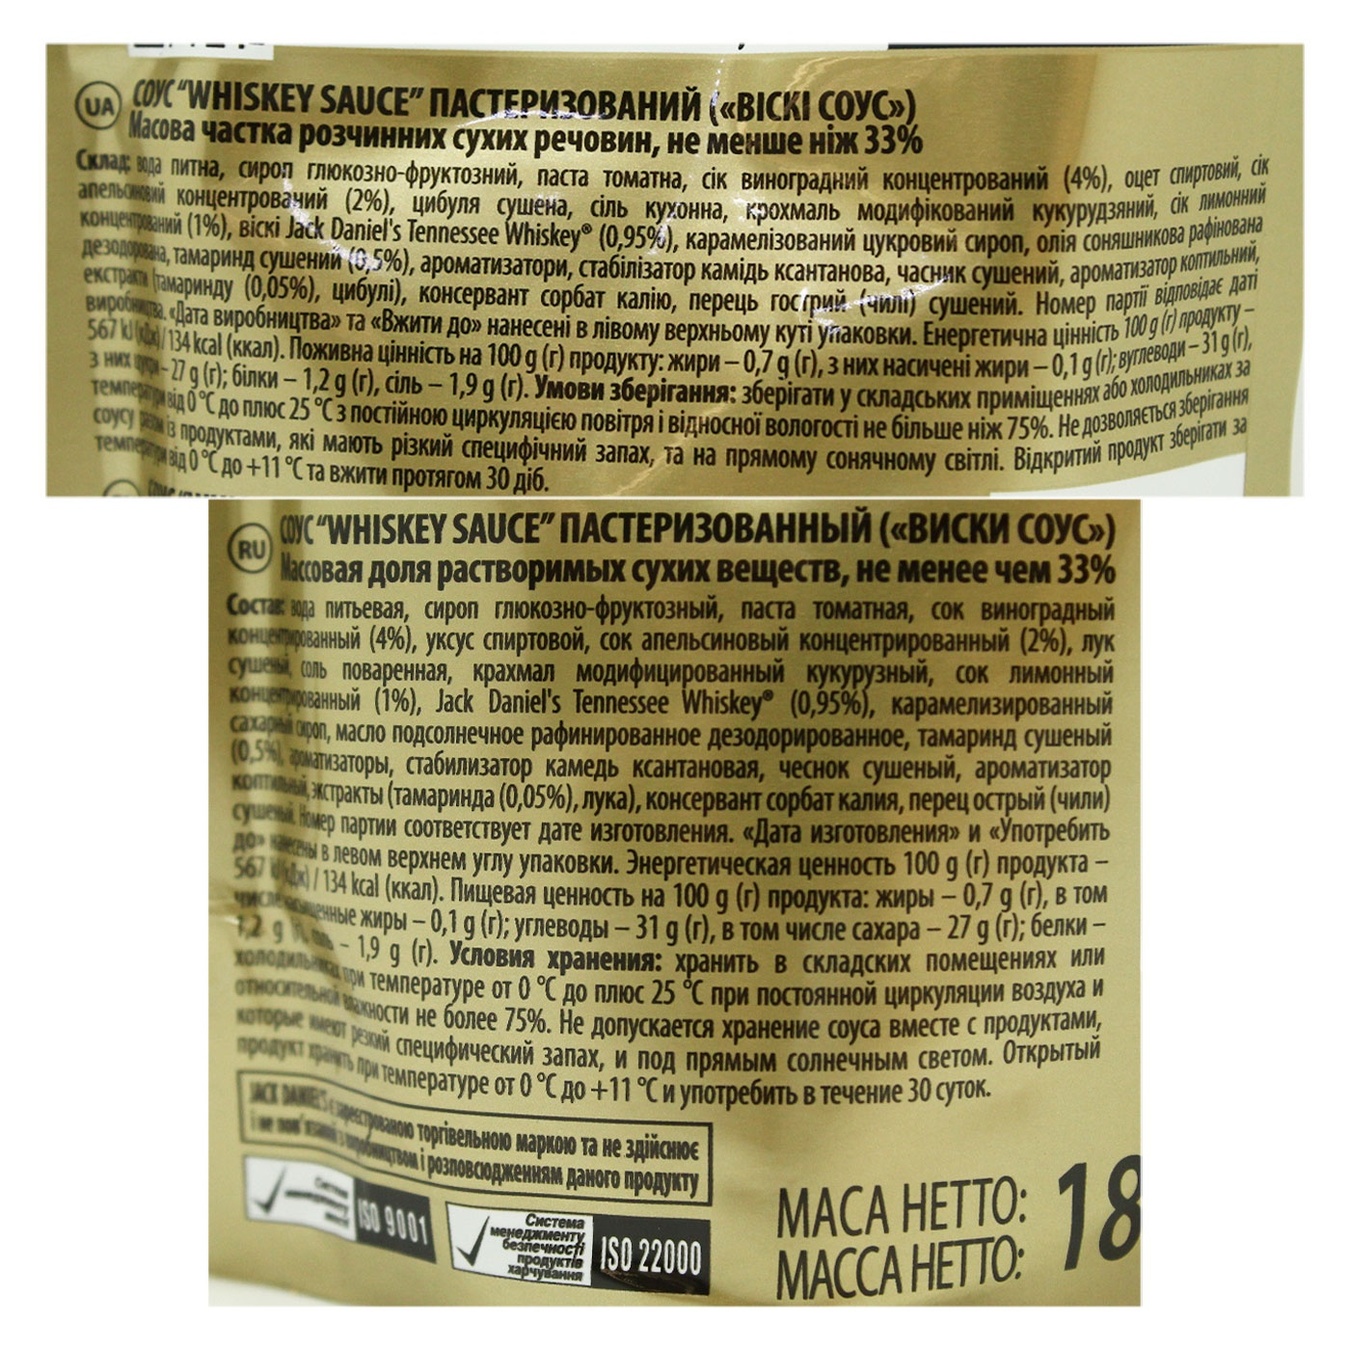 UA СОУС "WHISKEY SAUCE" ПАСТЕРИЗОВАНИЙ («ВІСКІ СОУС»)
Масова частка розчинних сухих речовин, не менше ніж 33%
Склад: вода питна, сироп глюкозно-фруктозний, паста томатна, сік виноградний концентрований (4%), оцет спиртовий, сік
апельсиновий концентрований (2%), цибуля сушена, сіль кухонна, крохмаль модифікований кукурудзяний, сік лимонний
концентрований (1%), віскі Jack Daniel's Tennessee Whiskey® (0,95%), карамелізований цукровий сироп, олія соняшникова рафінована
дезодорована, тамаринд сушений (0,5%), ароматизатори, стабілізатор камідь ксантанова, часник сушений, ароматизатор коптильний,
екстракти (тамаринду (0,05%), цибулі), консервант сорбат калію, перець гострий (чилі) сушений. Номер партії відповідає даті
виробництва. «Дата виробництва» та «Вжити до» нанесені в лівому верхньому куті упаковки. Енергетична цінність 100 g (г) продукту –
567 kJ (кДж) / 134 kcal (ккал). Поживна цінність на 100 g (г) продукту: жири – 0,7 g (г), з них насичені жири – 0,1 g (г); вуглеводи – 31 g (г),
з них цукри – 27 g (г); білки – 1,2 g (г), сіль – 1,9 g (г). Умови зберігання: зберігати у складських приміщеннях або холодильниках за
температури від 0 °С до плюс 25 °С з постійною циркуляцією повітря і відносної вологості не більше ніж 75%. Не дозволяється зберігання
соусу разом із продуктами, які мають різкий специфічний запах, та на прямому сонячному світлі. Відкритий продукт зберігати за
температури від 0 °С до +11 °С та вжити протягом 30 діб.
RU СОУС "WHISKEY SAUCE" ПАСТЕРИЗОВАННЫЙ («ВИСКИ СОУС»)
Массовая доля растворимых сухих веществ, не менее чем 33%
Состав: вода питьевая, сироп глюкозно-фруктозный, паста томатная, сок виноградный
концентрированный (4%), уксус спиртовой, сок апельсиновый концентрированный (2%), лук
сушеный, соль поваренная, крахмал модифицированный кукурузный, сок лимонный
концентрированный (1%), Jack Daniel's Tennessee Whiskey® (0,95%), карамелизированный
сахарный сироп, масло подсолнечное рафинированное дезодорированное, тамаринд сушеный
(0,5%), ароматизаторы, стабилизатор камедь ксантановая, чеснок сушеный, ароматизатор
коптильный, экстракты (тамаринда (0,05%), лука), консервант сорбат калия, перец острый (чили)
сушеный. Номер партии соответствует дате изготовления. «Дата изготовления» и «Употребить
до» нанесены в левом верхнем углу упаковки. Энергетическая ценность 100 g (г) продукта –
567 kJ (кДж) / 134 kcal (ккал). Пищевая ценность на 100 g (г) продукта: жиры – 0,7 g (г), в том
числе насыщенные жиры – 0,1 g (г); углеводы – 31 g (г), в том числе сахара – 27 g (г); белки –
1,2 g (г), соль – 1,9 g (г). Условия хранения: хранить в складских помещениях или
холодильниках при температуре от 0 °С до плюс 25 °С при постоянной циркуляции воздуха и
относительной влажности не более 75%. Не допускается хранение соуса вместе с продуктами,
которые имеют резкий специфический запах, и под прямым солнечным светом. Открытый
продукт хранить при температуре от 0 °С до +11 °С и употребить в течение 30 суток.
JACK DANIEL'S є зареєстрованою торгівельною маркою та не здійснює
і не пов'язані з виробництвом і розповсюдженням даного продукту
ISO 9001
Система
менеджменту
безпечності
продуктів
харчування
ISO 22000
МАСА НЕТТО: 18
МАССА НЕТТО: